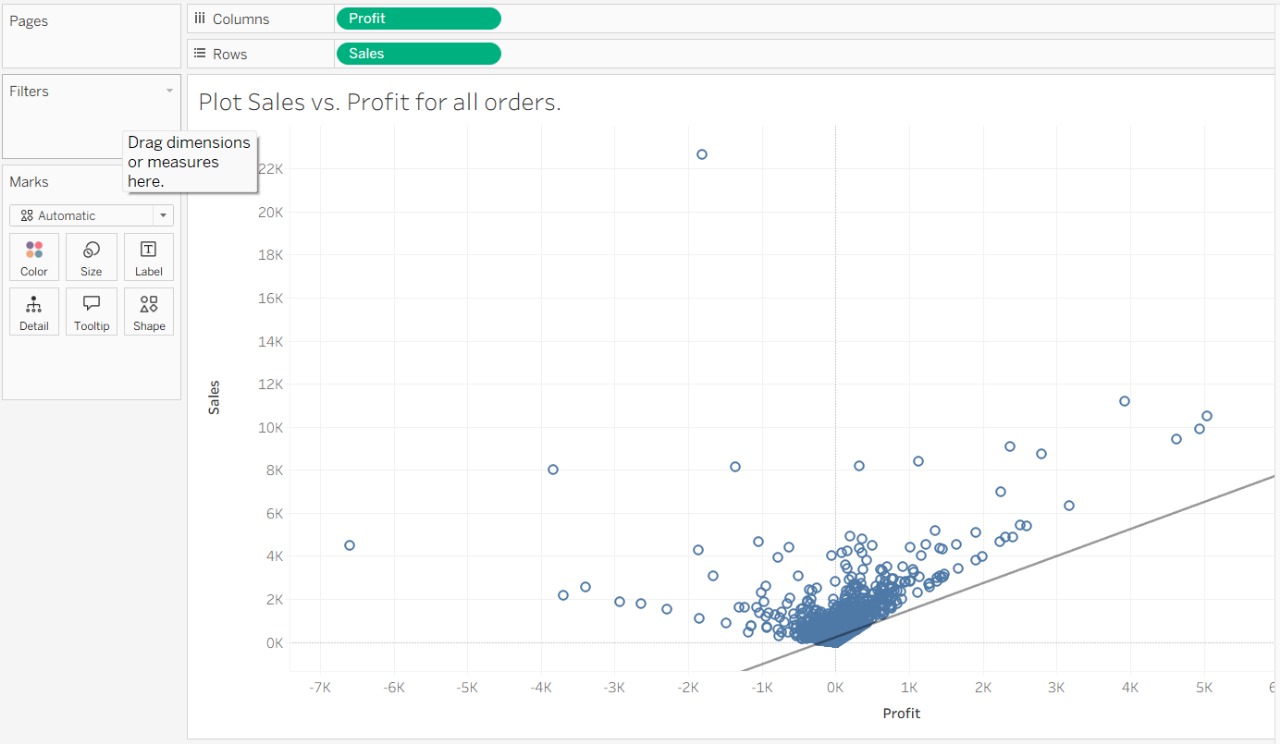 Pages
Columns
Profit
Rows
Sales
Filters
Plot Sales vs. Profit for all orders.
Drag dimensions
or measures
here.
Marks
Automatic
Color
Size
Label
Detail
Tooltip
Shape
22K
20K
18K
16K
14K
12K
10K
8K
6K
4K
2K
0K
Sales
-7K -6K -5K -4K -3K -2K -1K 0K 1K 2K 3K 4K 5K
Profit